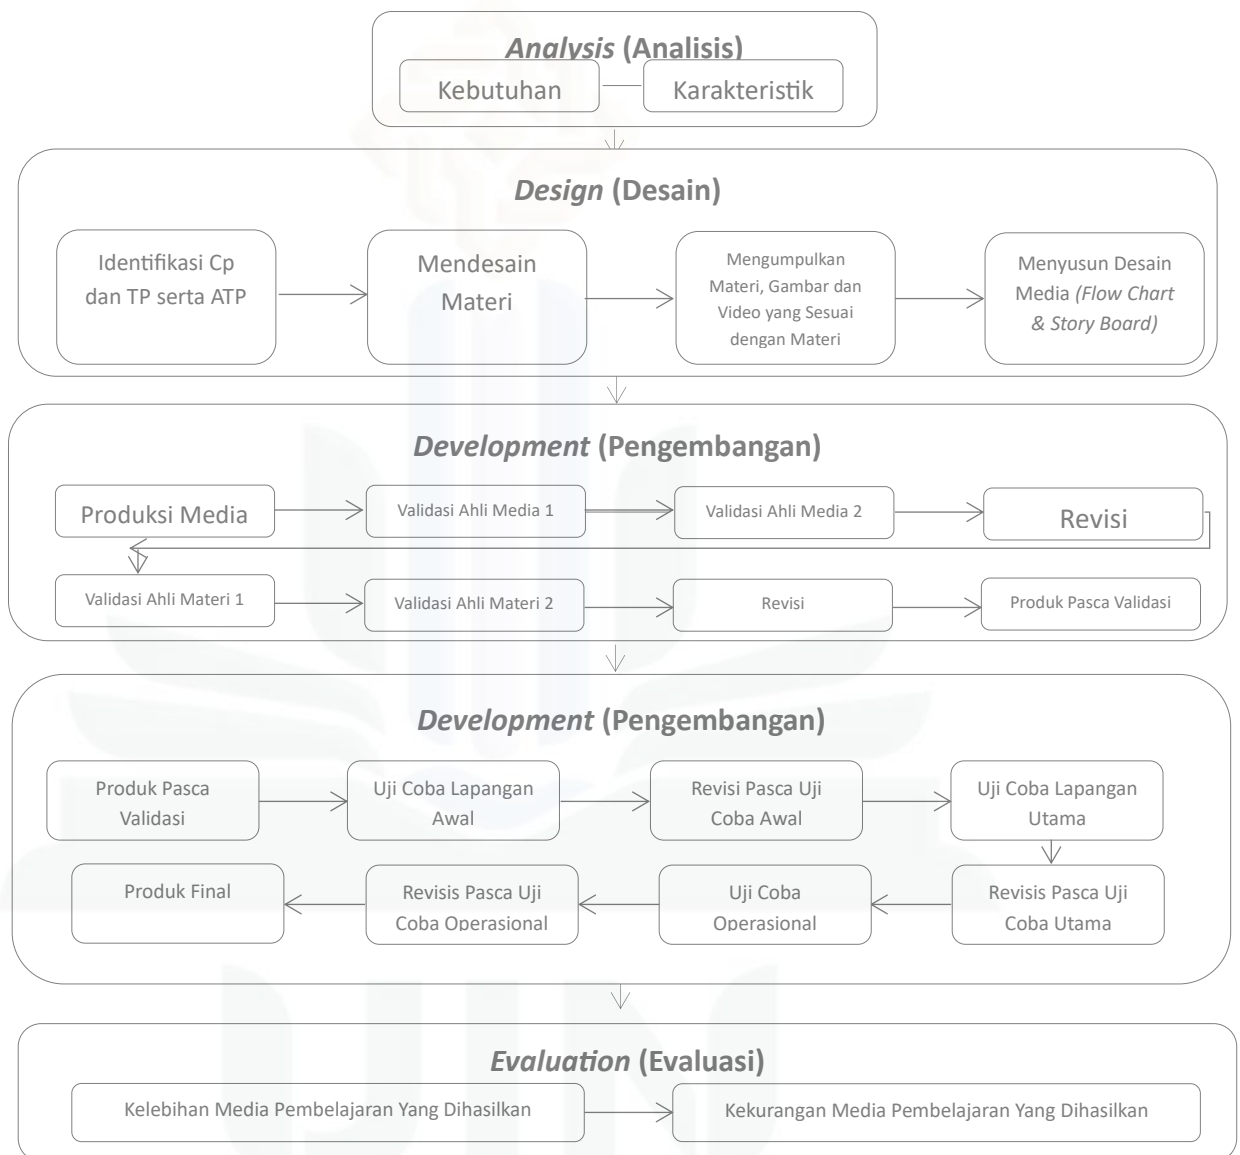 Analysis (Analisis)
Kebutuhan
Karakteristik
Design (Desain)
Identifikasi Cp
dan TP serta ATP
Mendesain
Materi
Mengumpulkan
Materi, Gambar dan
Video yang Sesuai
dengan Materi
Menyusun Desain
Media (Flow Chart
& Story Board)
Development (Pengembangan)
Produksi Media
Validasi Ahli Media 1
Validasi Ahli Media 2
Revisi
Validasi Ahli Materi 1
Validasi Ahli Materi 2
Revisi
Produk Pasca Validasi
Development (Pengembangan)
Produk Pasca
Validasi
Uji Coba Lapangan
Awal
Revisi Pasca Uji
Coba Awal
Uji Coba Lapangan
Utama
Produk Final
Revisis Pasca Uji
Coba Operasional
Uji Coba
Operasional
Revisis Pasca Uji
Coba Utama
UIN
Evaluation (Evaluasi)
Kelebihan Media Pembelajaran Yang Dihasilkan
Kekurangan Media Pembelajaran Yang Dihasilkan